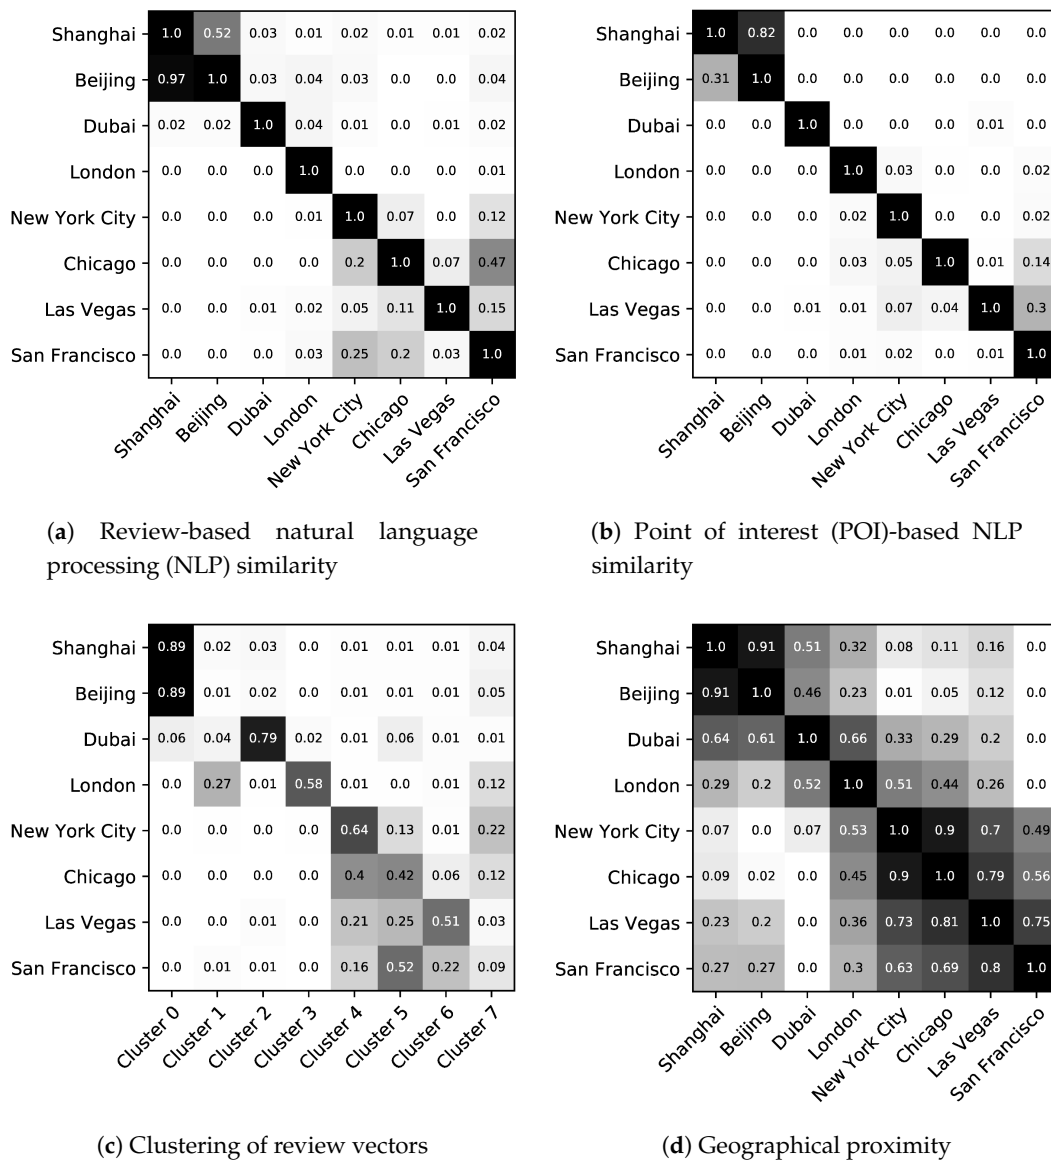 Shanghai 1.0 0.52 0.03 0.01 0.02 0.01 0.01 0.02
Beijing 0.97 1.0 0.03 0.04 0.03 0.0 0.0 0.04
Dubai 0.02 0.02 1.0 0.04 0.01 0.0 0.01 0.02
London 0.0 0.0 0.0 1.0 0.0 0.0 0.0 0.01
New York City 0.0 0.0 0.0 0.01 1.0 0.07 0.0 0.12
Chicago 0.0 0.0 0.0 0.0 0.2 1.0 0.07 0.47
Las Vegas 0.0 0.0 0.01 0.02 0.05 0.11 1.0 0.15
San Francisco 0.0 0.0 0.0 0.03 0.25 0.2 0.03 1.0
Shanghai Beijing Dubai London New York City Chicago Las Vegas San Francisco
(a) Review-based natural language
processing (NLP) similarity
Shanghai 1.0 0.82 0.0 0.0 0.0 0.0 0.0 0.0
Beijing 0.31 1.0 0.0 0.0 0.0 0.0 0.0 0.0
Dubai 0.0 0.0 1.0 0.0 0.0 0.0 0.01 0.0
London 0.0 0.0 0.0 1.0 0.03 0.0 0.0 0.02
New York City 0.0 0.0 0.0 0.02 1.0 0.0 0.0 0.02
Chicago 0.0 0.0 0.0 0.03 0.05 1.0 0.01 0.14
Las Vegas 0.0 0.0 0.01 0.01 0.07 0.04 1.0 0.3
San Francisco 0.0 0.0 0.0 0.01 0.02 0.0 0.01 1.0
Shanghai Beijing Dubai London New York City Chicago Las Vegas San Francisco
(b) Point of interest (POI)-based NLP
similarity
Shanghai 0.89 0.02 0.03 0.0 0.01 0.01 0.01 0.04
Beijing 0.89 0.01 0.02 0.0 0.01 0.01 0.01 0.05
Dubai 0.06 0.04 0.79 0.02 0.01 0.06 0.01 0.01
London 0.0 0.27 0.01 0.58 0.01 0.0 0.01 0.12
New York City 0.0 0.0 0.0 0.0 0.64 0.13 0.01 0.22
Chicago 0.0 0.0 0.0 0.0 0.4 0.42 0.06 0.12
Las Vegas 0.0 0.0 0.01 0.0 0.21 0.25 0.51 0.03
San Francisco 0.0 0.01 0.01 0.0 0.16 0.52 0.22 0.09
Cluster 0 Cluster 1 Cluster 2 Cluster 3 Cluster 4 Cluster 5 Cluster 6 Cluster 7
(c) Clustering of review vectors
Shanghai 1.0 0.91 0.51 0.32 0.08 0.11 0.16 0.0
Beijing 0.91 1.0 0.46 0.23 0.01 0.05 0.12 0.0
Dubai 0.64 0.61 1.0 0.66 0.33 0.29 0.2 0.0
London 0.29 0.2 0.52 1.0 0.51 0.44 0.26 0.0
New York City 0.07 0.0 0.07 0.53 1.0 0.9 0.7 0.49
Chicago 0.09 0.02 0.0 0.45 0.9 1.0 0.79 0.56
Las Vegas 0.23 0.2 0.0 0.36 0.73 0.81 1.0 0.75
San Francisco 0.27 0.27 0.0 0.3 0.63 0.69 0.8 1.0
Shanghai Beijing Dubai London New York City Chicago Las Vegas San Francisco
(d) Geographical proximity